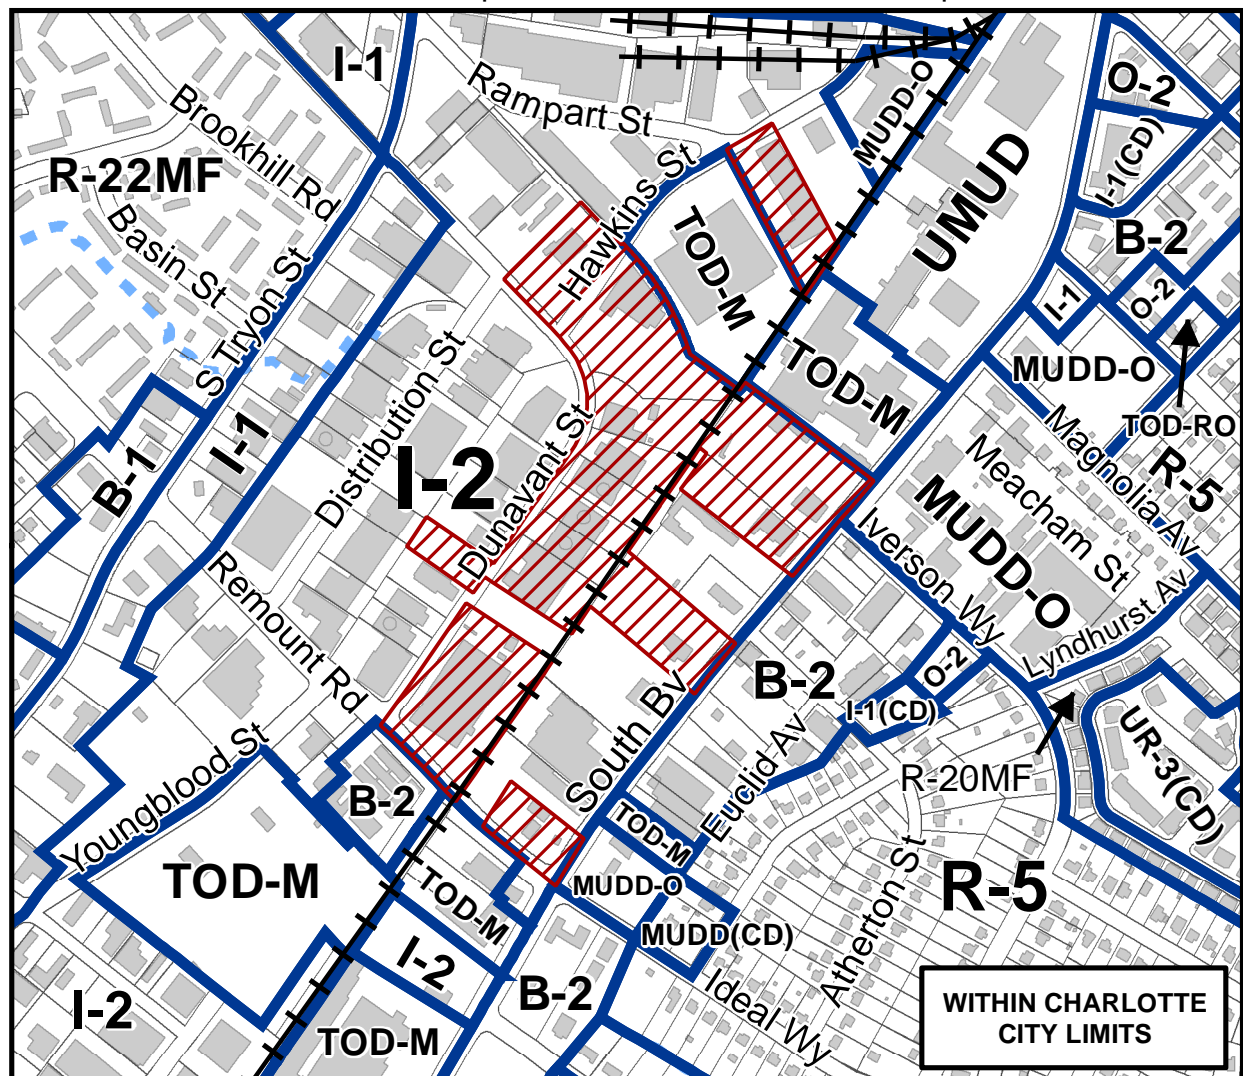 I-1
Rampart St
MUDD-O
O-2
I-1(CD)
Brookhill Rd
R-22MF
Hawkins St
UMUD
Basin St
TOD-M
B-2
S Tryon St
I-1
O-2
TOD-M
MUDD-O
TOD-RO
Magnolia Av
R-5
Distribution St
I-1
B-1
I-2
Dunavant St
Meacham St
MUDD-O
Iverson Wy
Lyndhurst Av
Remount Rd
O-2
B-2
I-1(CD)
South Bv
Euclid Av
R-20MF
UR-3(CD)
Youngblood St
B-2
TOD-M
TOD-M
TOD-M
MUDD-O
MUDD(CD)
Atherton St
R-5
I-2
B-2
Ideal Wy
I-2
TOD-M
WITHIN CHARLOTTE
CITY LIMITS